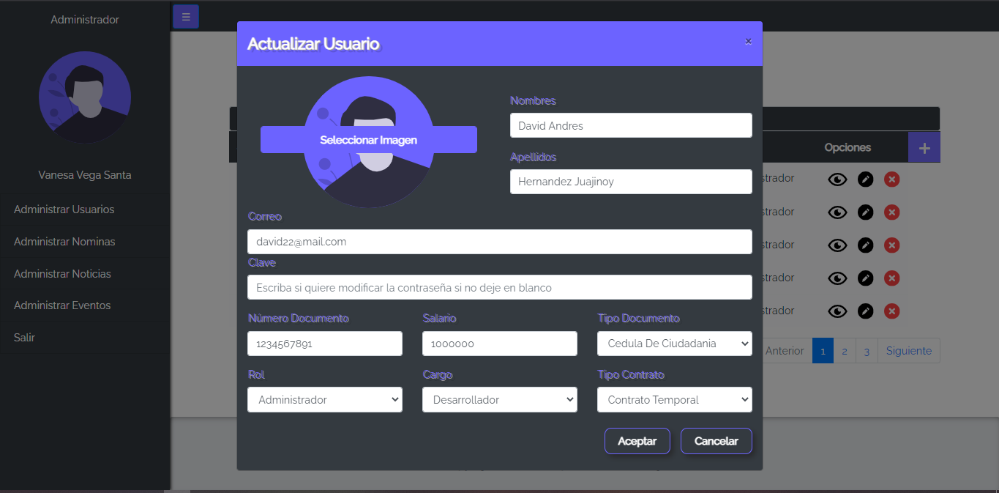 Administrador
☰
Vanesa Vega Santa
Administrar Usuarios
Administrar Nominas
Administrar Noticias
Administrar Eventos
Salir
Actualizar Usuario
×
Seleccionar Imagen
Nombres
David Andres
Apellidos
Hernandez Juajinoy
Correo
david22@mail.com
Clave
Escriba si quiere modificar la contraseña si no deje en blanco
Número Documento
Salario
Tipo Documento
1234567891
1000000
Cedula De Ciudadania
Rol
Cargo
Tipo Contrato
Administrador
Desarrollador
Contrato Temporal
Aceptar
Cancelar
Opciones
+
strador
strador
strador
strador
strador
Anterior 1 2 3 Siguiente